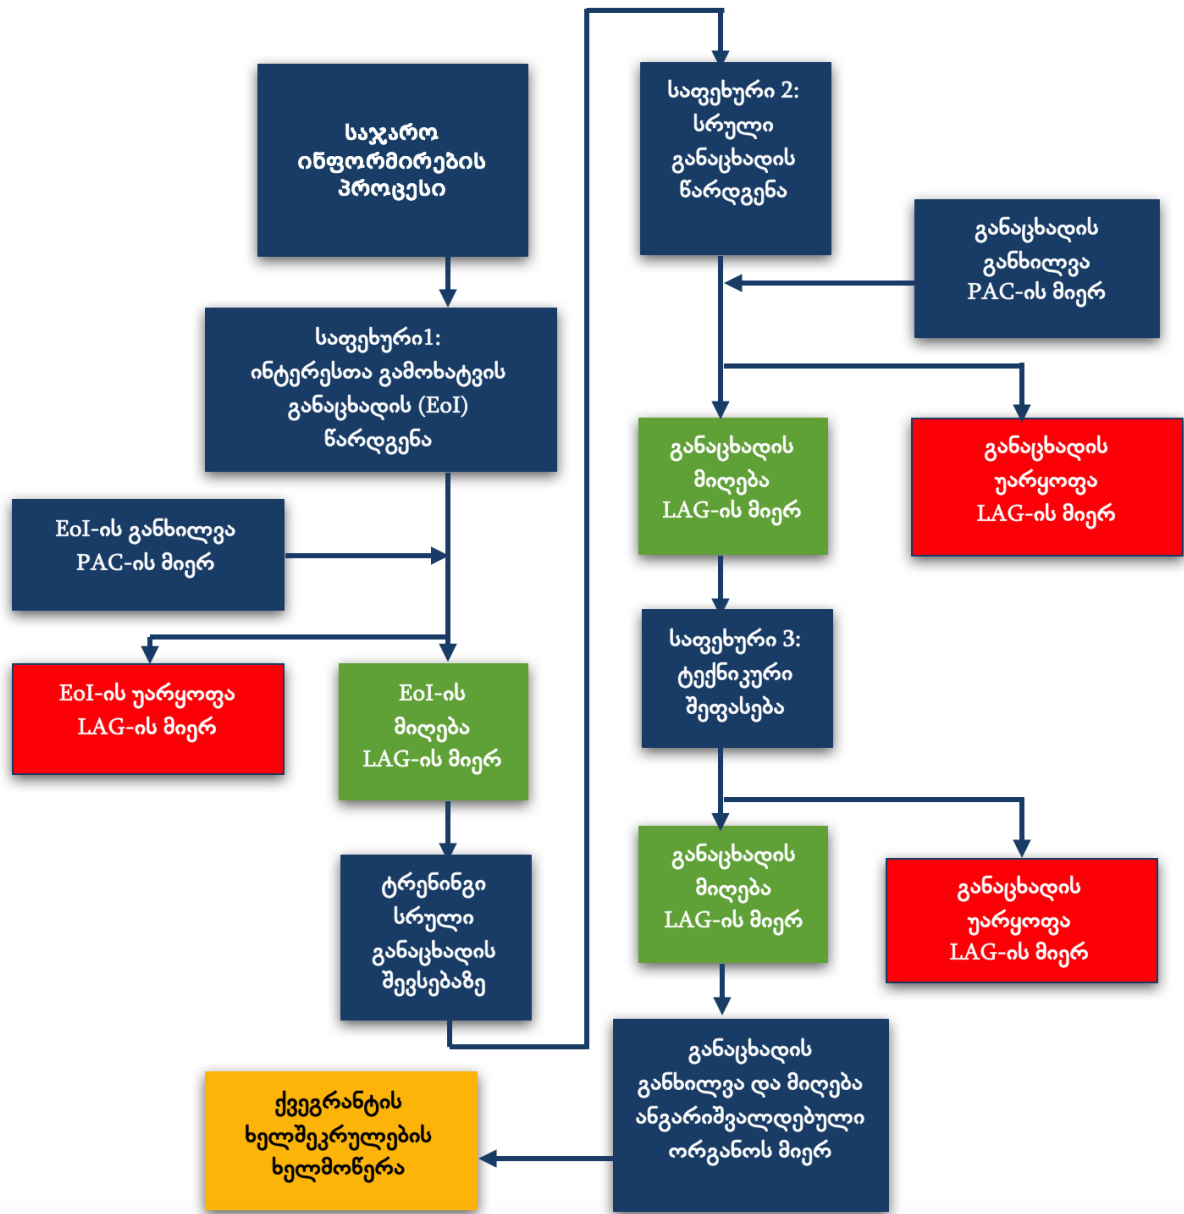 საჯარო
ინფორმირების
პროცესი
საფეხური1:
ინტერესთა გამოხატვის
განაცხადის (EoI)
წარდგენა
EoI-ის განხილვა
PAC-ის მიერ
EoI-ის უარყოფა
LAG-ის მიერ
EoI-ის
მიღება
LAG-ის მიერ
ტრენინგი
სრული
განაცხადის
შევსებაზე
საფეხური 2:
სრული
განაცხადის
წარდგენა
განაცხადის
განხილვა
PAC-ის მიერ
განაცხადის
მიღება
LAG-ის მიერ
განაცხადის
უარყოფა
LAG-ის მიერ
საფეხური 3:
ტექნიკური
შეფასება
განაცხადის
მიღება
LAG-ის მიერ
განაცხადის
უარყოფა
LAG-ის მიერ
განაცხადის
განხილვა და მიღება
ანგარიშვალდებული
ორგანოს მიერ
ქვეგრანტის
ხელშეკრულების
ხელმოწერა